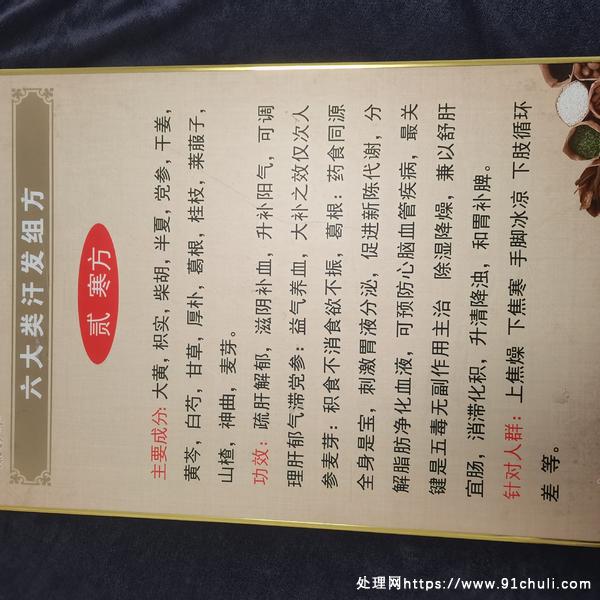 六大类汗发组方
贰 寒方
主要成分: 大黄，枳实，柴胡，半夏，党参，干姜，
黄芩，白芍，甘草，厚朴，葛根，桂枝，莱服子，
山楂，神曲，麦芽。
功效：疏肝解郁，滋阴补血，升补阳气，可调
理肝郁气滞党参：益气养血，大补之效仅次人
参麦芽：积食不消食欲不振，葛根：药食同源
全身是宝，刺激胃液分泌，促进新陈代谢，分
解脂肪净化血液，可预防心脑血管疾病，最关
键是五毒无副作用主治 除湿降燥，兼以舒肝
宜肠，消滞化积，升清降浊，和胃补脾。
针对人群：上焦燥 下焦寒 手脚冰凉 下肢循环
差 等。
处理网https://www.91chuli.com